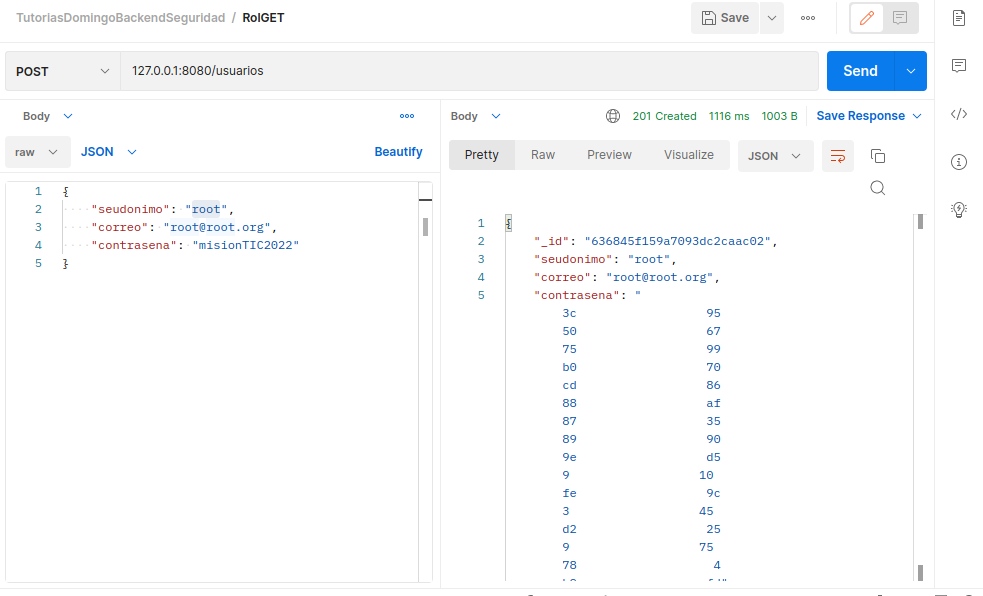 TutoriasDomingoBackendSeguridad / RolGET
Save
POST
127.0.0.1:8080/usuarios
Send
Body
raw
JSON
Beautify
1 {
2 "seudonimo": "root",
3 "correo": "root@root.org",
4 "contrasena": "misionTIC2022"
5 }
Body
201 Created 1116 ms 1003 B
Save Response
Pretty Raw Preview Visualize
JSON
1 {
2 "_id": "636845f159a7093dc2caac02",
3 "seudonimo": "root",
4 "correo": "root@root.org",
5 "contrasena": "
3c 95
50 67
75 99
b0 70
cd 86
88 af
87 35
89 90
9e d5
9 10
fe 9c
3 45
d2 25
9 75
78 4